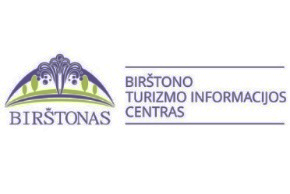 BIRŠTONAS
BIRŠTONO
TURIZMO INFORMACIJOS
CENTRAS